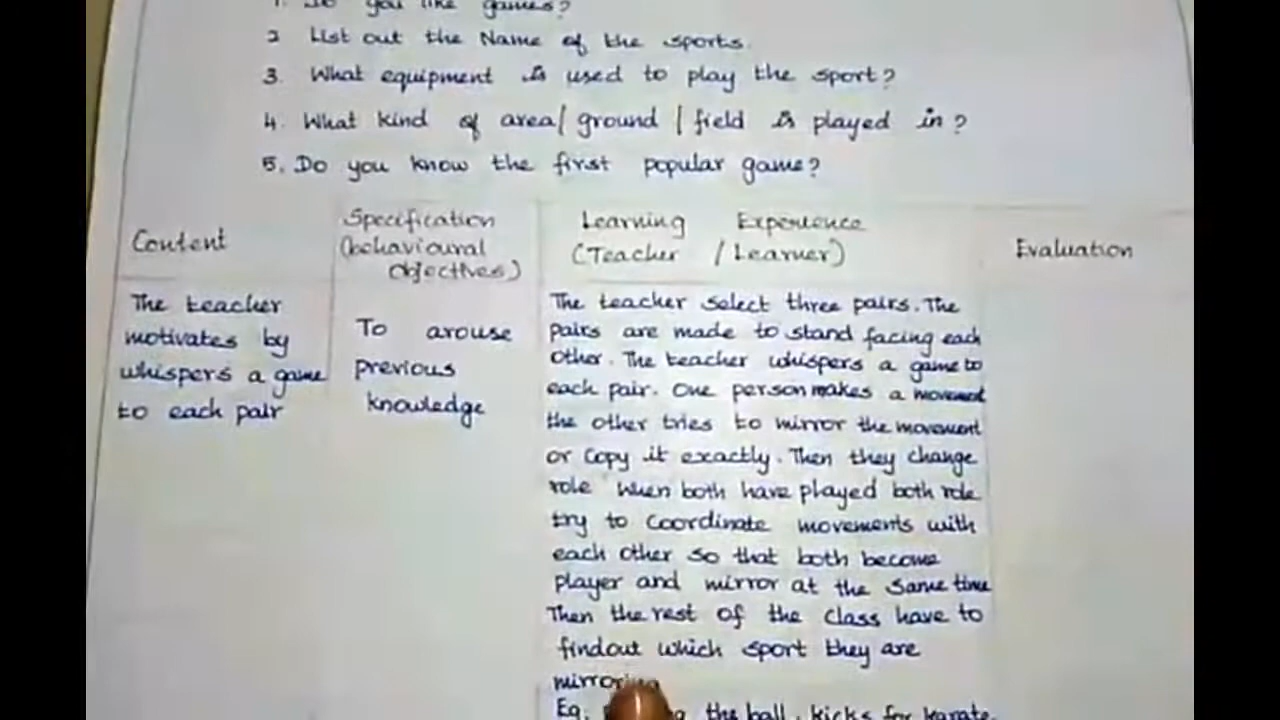 1. Do you like games?
2 List out the Name of the sports.
3. What equipment is used to play the sport?
4. What kind of area/ ground / field is played in?
5. Do you know the first popular game?
Content
Specification
(behavioural
objectives)
Learning Experience
(Teacher / Learner)
Evaluation
The teacher
motivates by
whispers a game
to each pair
To arouse
previous
knowledge
The teacher select three pairs. The
pairs are made to stand facing each
other. The teacher whispers a game to
each pair. One person makes a movement
the other tries to mirror the movement
or Copy it exactly. Then they change
role When both have played both role
try to Coordinate movements with
each other so that both become
player and mirror at the same time
Then the rest of the Class have to
findout which sport they are
mirroring
Eg. the ball, kicks for karate.